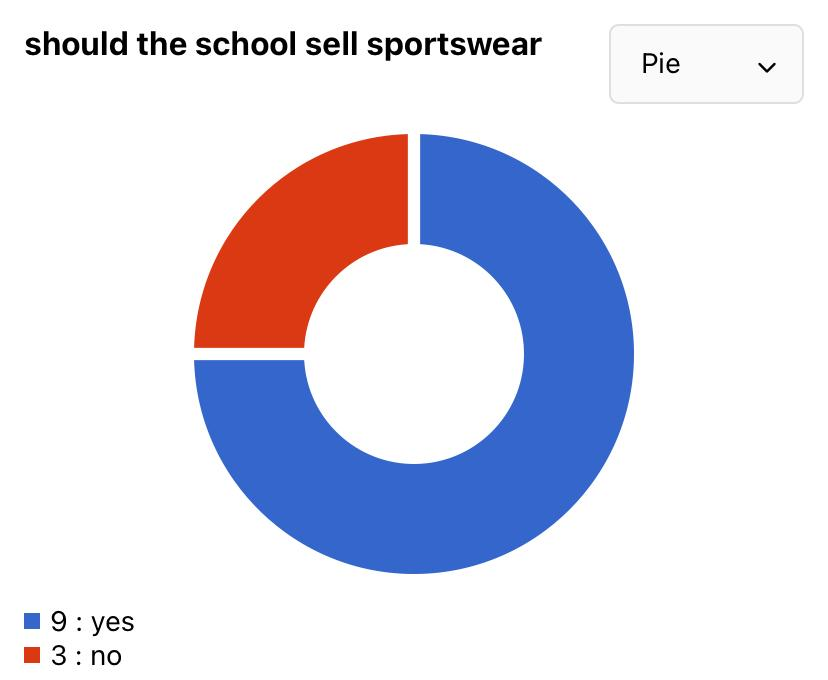 should the school sell sportswear
Pie
9 : yes
3 : no